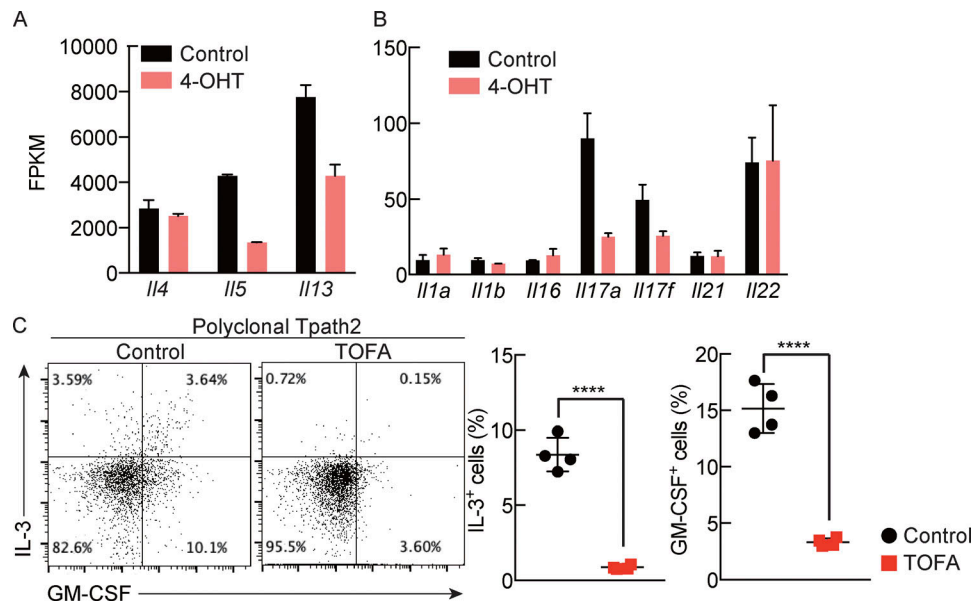 A
10000
8000
6000
4000
2000
0
FPKM
Control
4-OHT
Il4 Il5 Il13
B
150
100
50
0
Control
4-OHT
Il1a Il1b Il16 Il17a Il17f Il21 Il22
C
Polyclonal Tpath2
Control TOFA
3.59% 3.64% 0.72% 0.15%
82.6% 10.1% 95.5% 3.60%
IL-3
GM-CSF
15
10
5
0
IL-3+ cells (%)
****
20
15
10
5
0
GM-CSF+ cells (%)
****
Control
TOFA